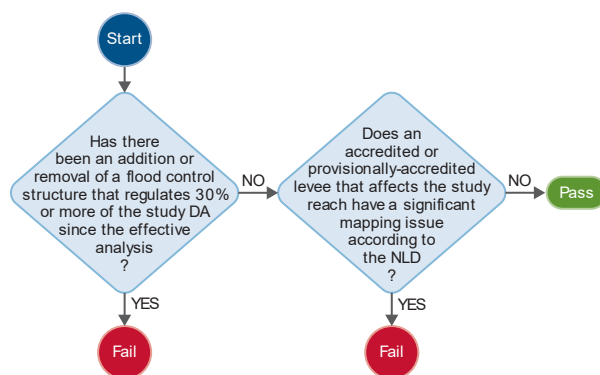 Start
Has there
been an addition or
removal of a flood control
structure that regulates 30%
or more of the study DA
since the effective
analysis
?
NO
YES
Fail
Does an
accredited or
provisionally-accredited
levee that affects the study
reach have a significant
mapping issue
according to
the NLD
?
NO
YES
Fail
Pass